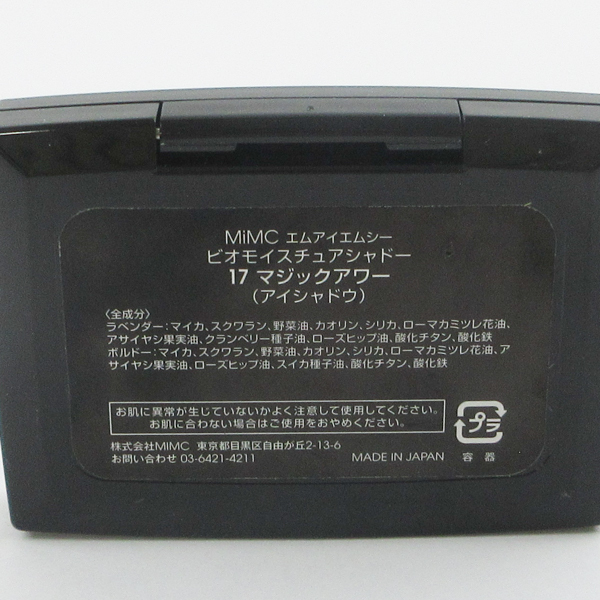 MiMC エムアイエムシー
ビオモイスチュアシャドー
17 マジックアワー
(アイシャドウ)
〈全成分〉
ラベンダー:マイカ、スクワラン、野菜油、カオリン、シリカ、ローマカミツレ花油、
アサイヤシ果実油、クランベリー種子油、ローズヒップ油、酸化チタン、酸化鉄
ボルドー:マイカ、スクワラン、野菜油、カオリン、シリカ、ローマカミツレ花油、ア
サイヤシ果実油、ローズヒップ油、スイカ種子油、酸化チタン、酸化鉄
お肌に異常が生じていないかよく注意して使用してください。
お肌に合わない場合はご使用をおやめください。
プラ
容器
株式会社MIMC 東京都目黒区自由が丘2-13-6
お問い合わせ 03-6421-4211
MADE IN JAPAN